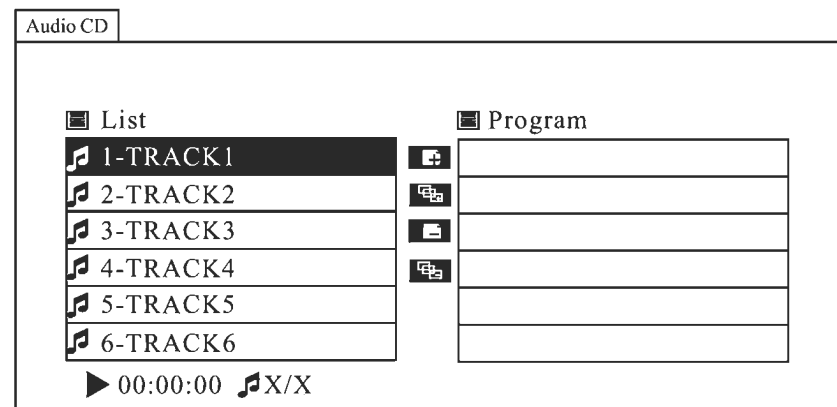 Audio CD
List
Program
1-TRACK1
2-TRACK2
3-TRACK3
4-TRACK4
5-TRACK5
6-TRACK6
00:00:00 X/X